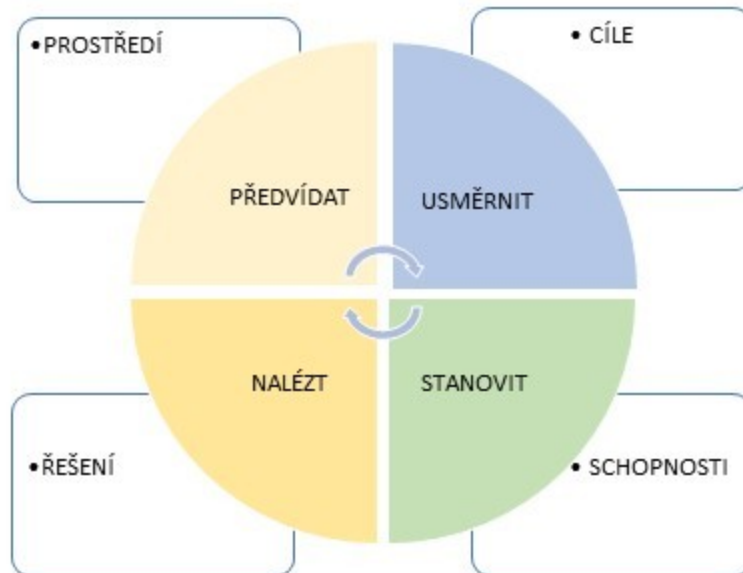 •PROSTŘEDÍ
• CÍLE
PŘEDVÍDAT
USMĚRNIT
NALÉZT
STANOVIT
•ŘEŠENÍ
• SCHOPNOSTI